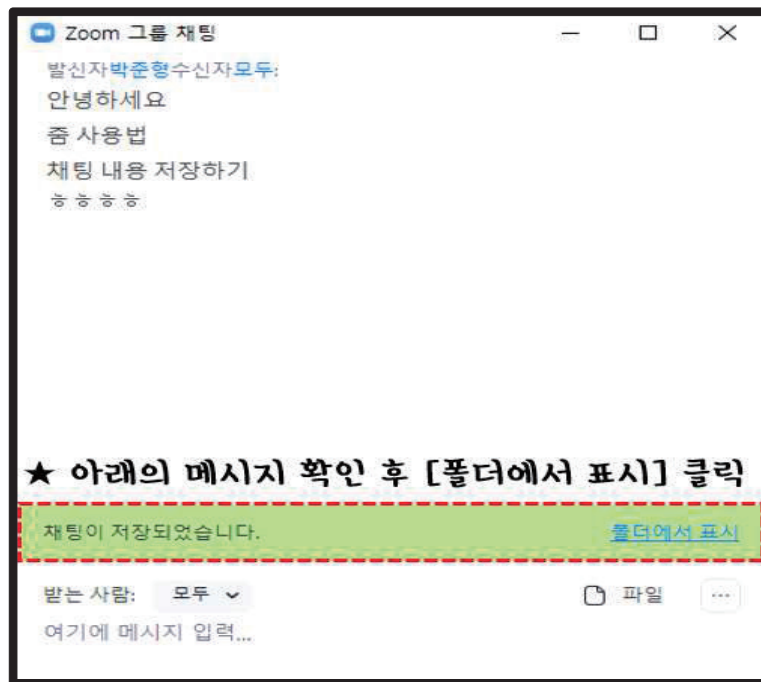 Zoom 그룹 채팅
발신자박준형수신자모두:
안녕하세요
줌 사용법
채팅 내용 저장하기
ㅎㅎㅎㅎ
★ 아래의 메시지 확인 후 [폴더에서 표시] 클릭
채팅이 저장되었습니다. 폴더에서 표시
받는 사람: 모두 파일 ...
여기에 메시지 입력...